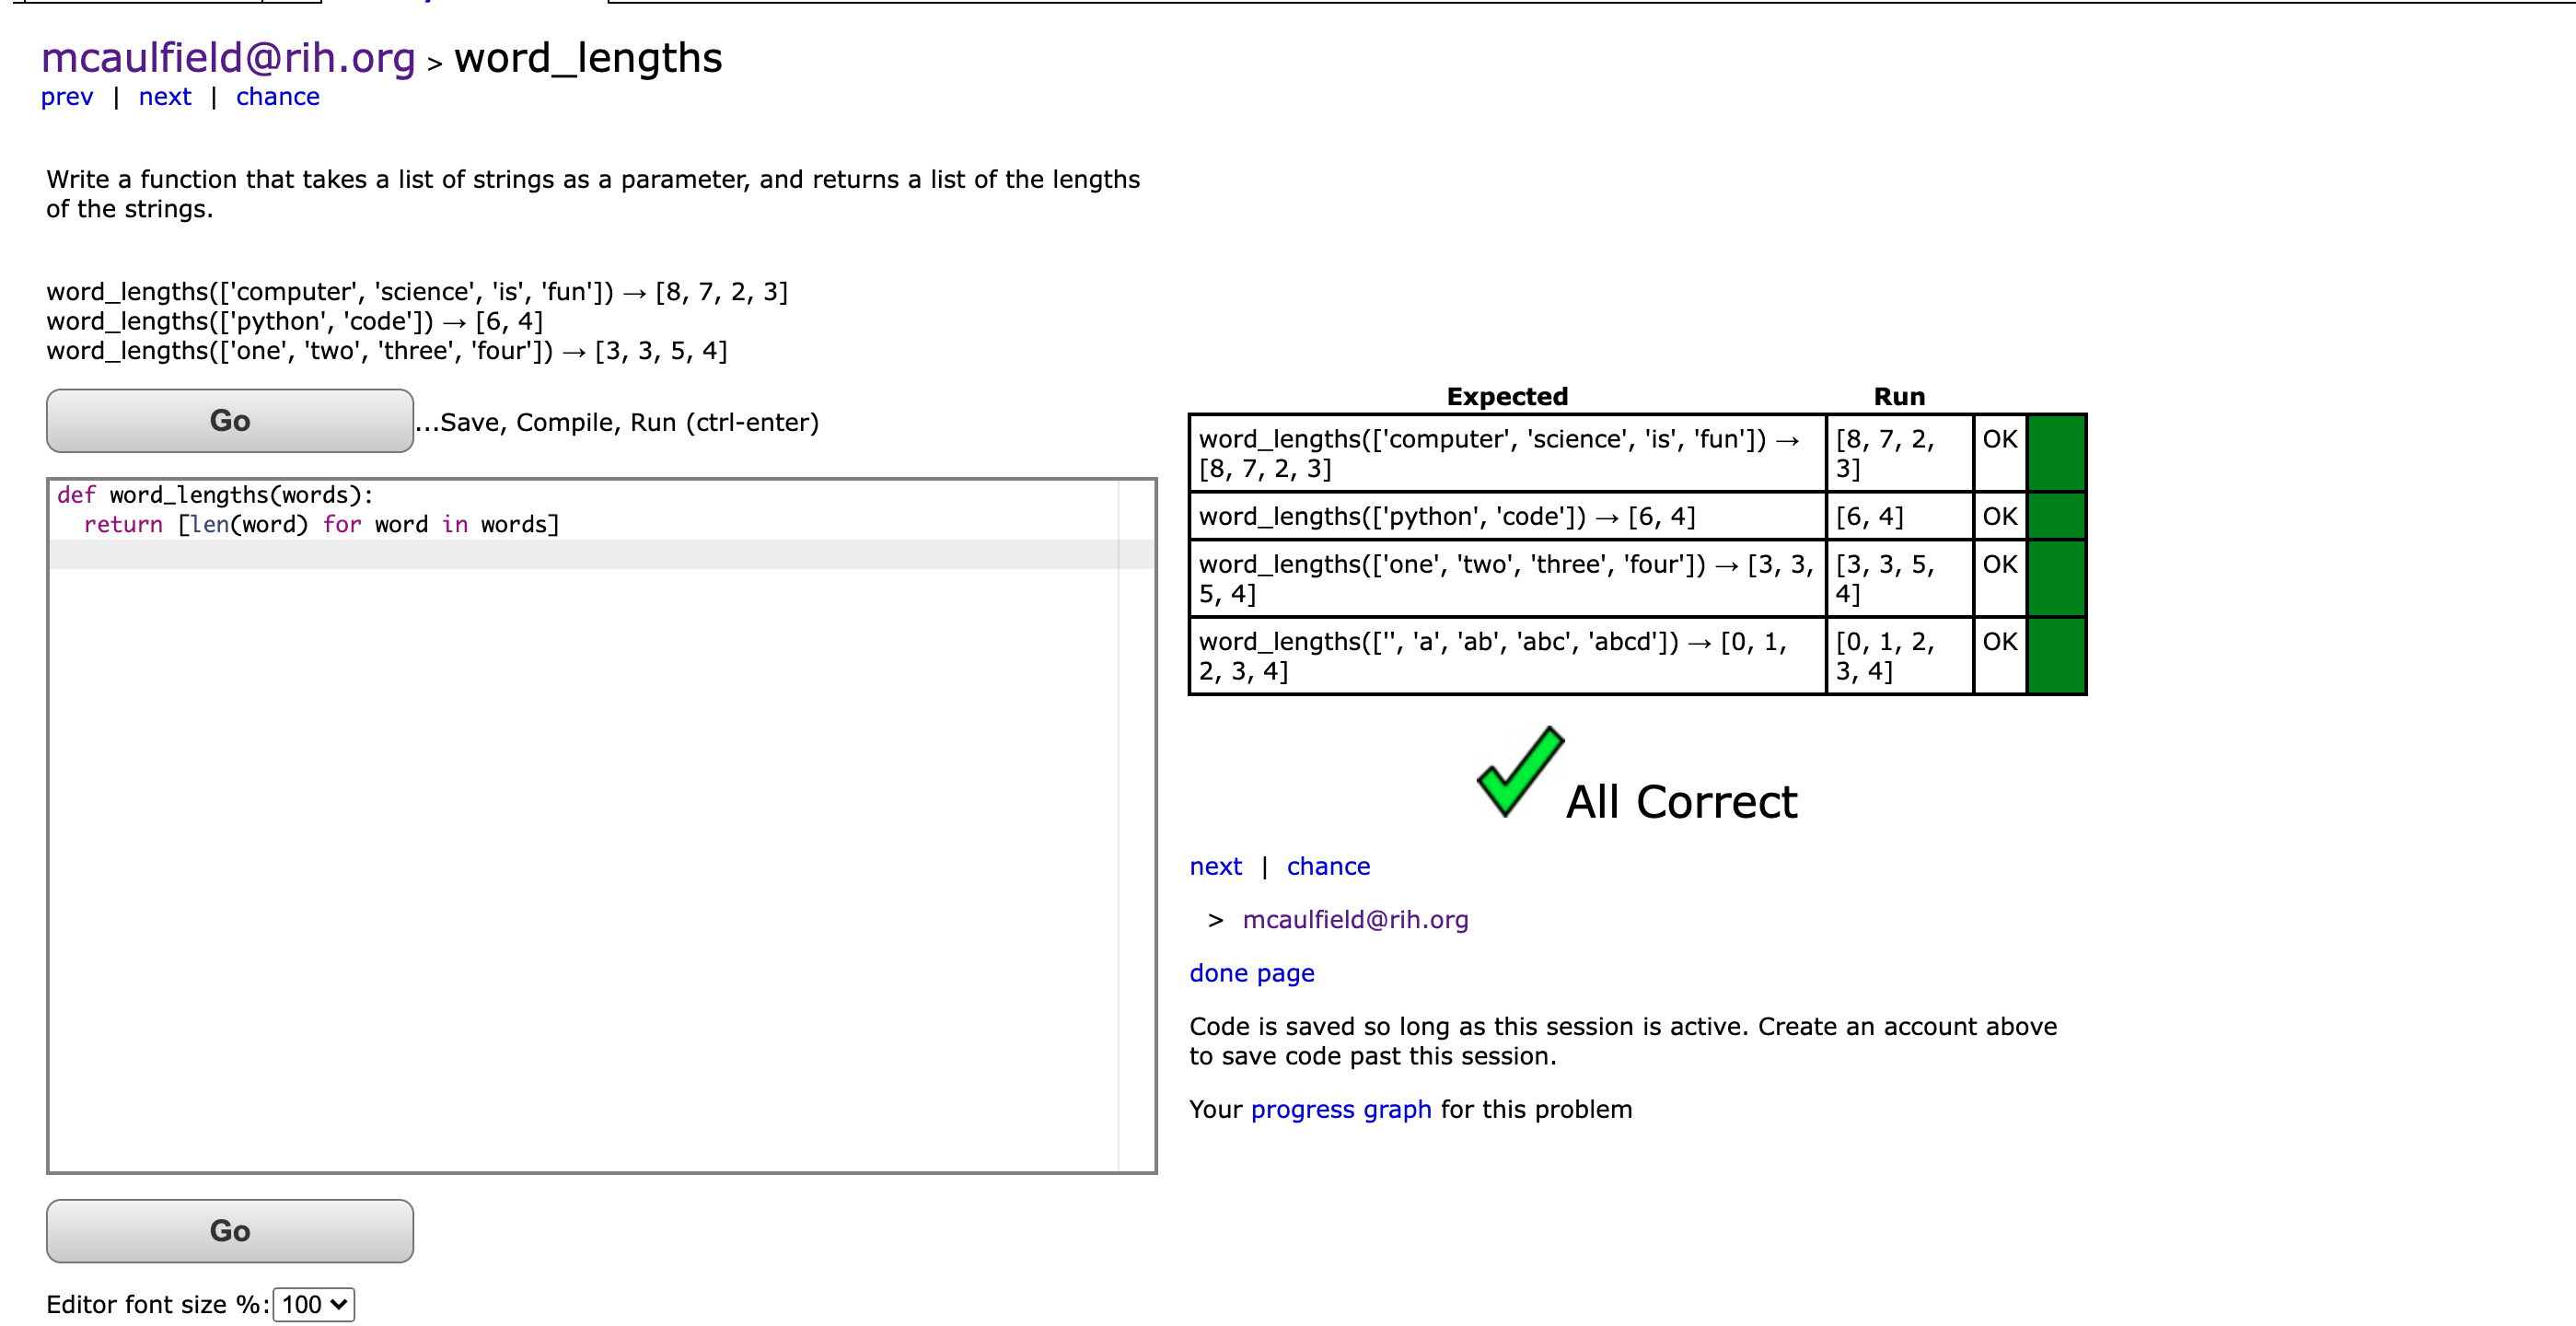 mcaulfield@rih.org > word_lengths
prev | next | chance
Write a function that takes a list of strings as a parameter, and returns a list of the lengths
of the strings.
word_lengths(['computer', 'science', 'is', 'fun']) → [8, 7, 2, 3]
word_lengths(['python', 'code']) → [6, 4]
word_lengths(['one', 'two', 'three', 'four']) → [3, 3, 5, 4]
Go ...Save, Compile, Run (ctrl-enter)
def word_lengths(words):
  return [len(word) for word in words]
Go
Editor font size %: 100
Expected Run
word_lengths(['computer', 'science', 'is', 'fun']) → [8, 7, 2, OK
[8, 7, 2, 3] 3]
word_lengths(['python', 'code']) → [6, 4] [6, 4] OK
word_lengths(['one', 'two', 'three', 'four']) → [3, 3, [3, 3, 5, OK
5, 4] 4]
word_lengths(['', 'a', 'ab', 'abc', 'abcd']) → [0, 1, [0, 1, 2, OK
2, 3, 4] 3, 4]
All Correct
next | chance
> mcaulfield@rih.org
done page
Code is saved so long as this session is active. Create an account above
to save code past this session.
Your progress graph for this problem